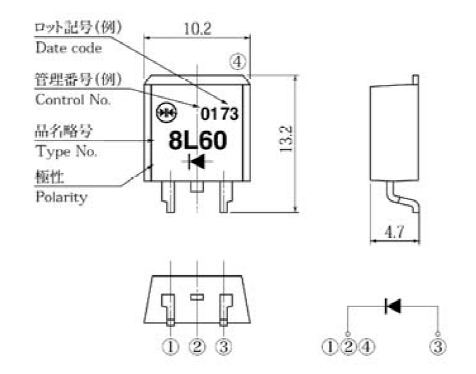 ロット記号(例)
Date code
管理番号(例)
Control No.
品名略号
Type No.
極性
Polarity
10.2
④
0173
8L60
13.2
4.7
① ② ③
①②④ ③